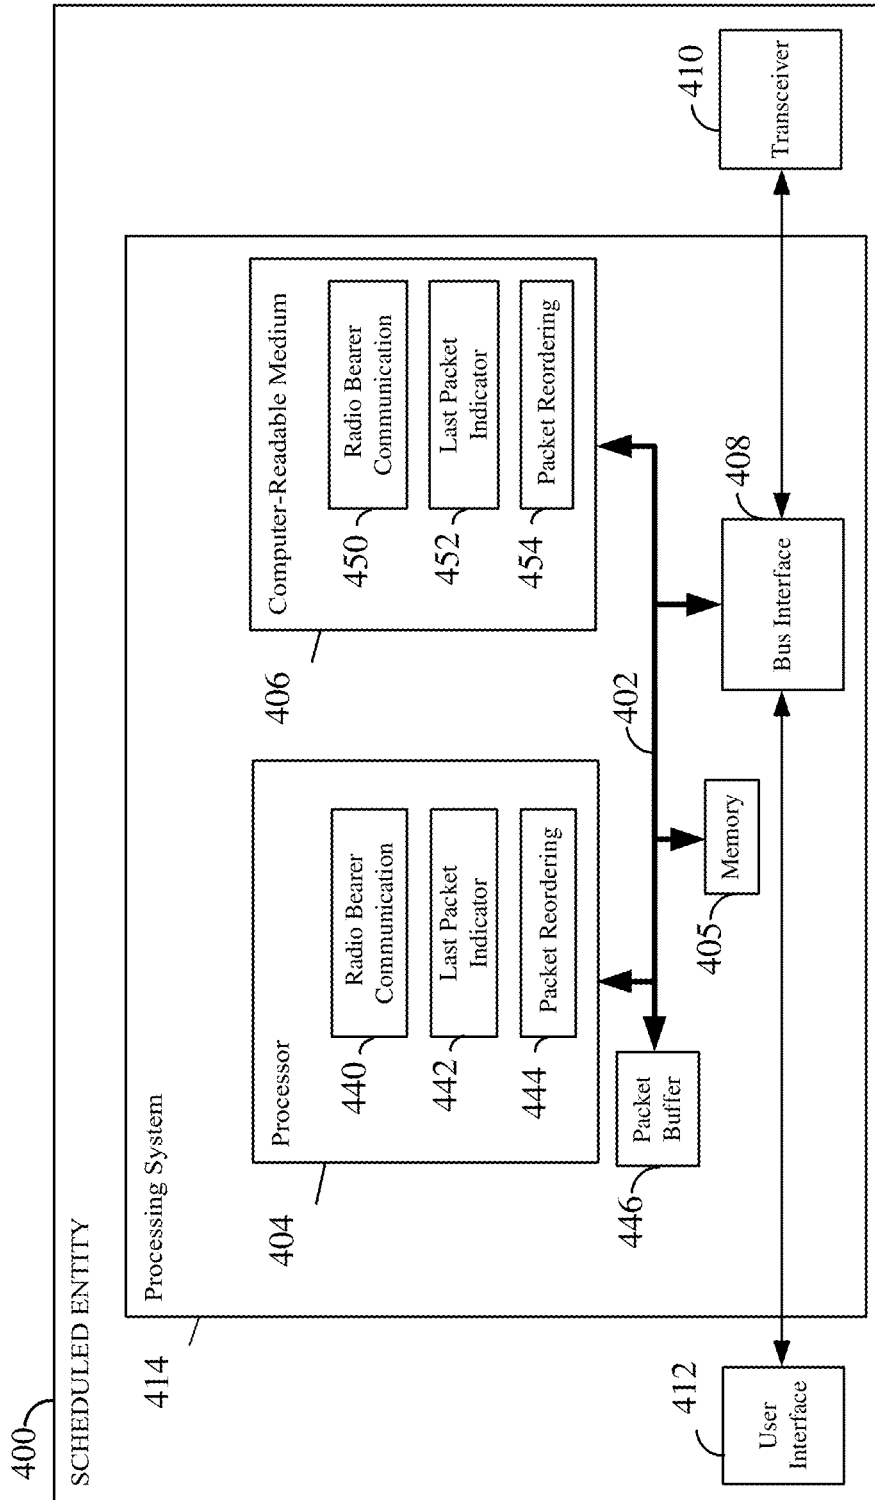 400
SCHEDULED ENTITY
414
Processing System
404
Processor
440
Radio Bearer
Communication
442
Last Packet
Indicator
444
Packet Reordering
406
Computer-Readable Medium
450
Radio Bearer
Communication
452
Last Packet
Indicator
454
Packet Reordering
446
Packet
Buffer
402
405
Memory
408
Bus Interface
412
User
Interface
410
Transceiver